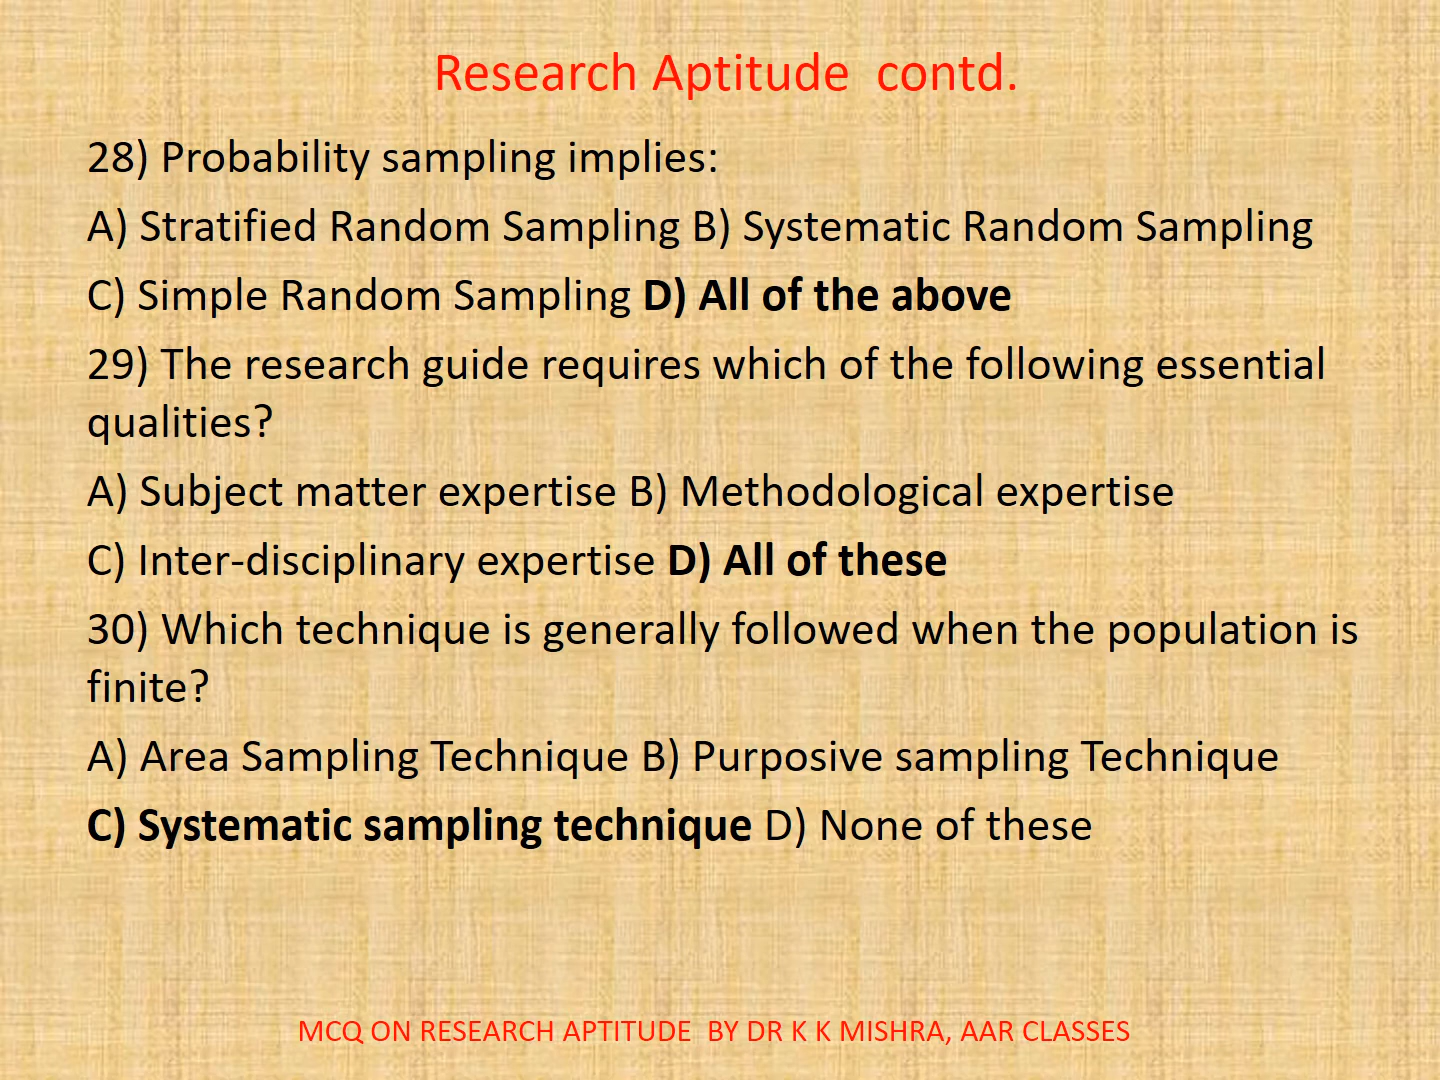 Research Aptitude contd.
28) Probability sampling implies:
A) Stratified Random Sampling B) Systematic Random Sampling
C) Simple Random Sampling D) All of the above
29) The research guide requires which of the following essential
qualities?
A) Subject matter expertise B) Methodological expertise
C) Inter-disciplinary expertise D) All of these
30) Which technique is generally followed when the population is
finite?
A) Area Sampling Technique B) Purposive sampling Technique
C) Systematic sampling technique D) None of these
MCQ ON RESEARCH APTITUDE BY DR K K MISHRA, AAR CLASSES